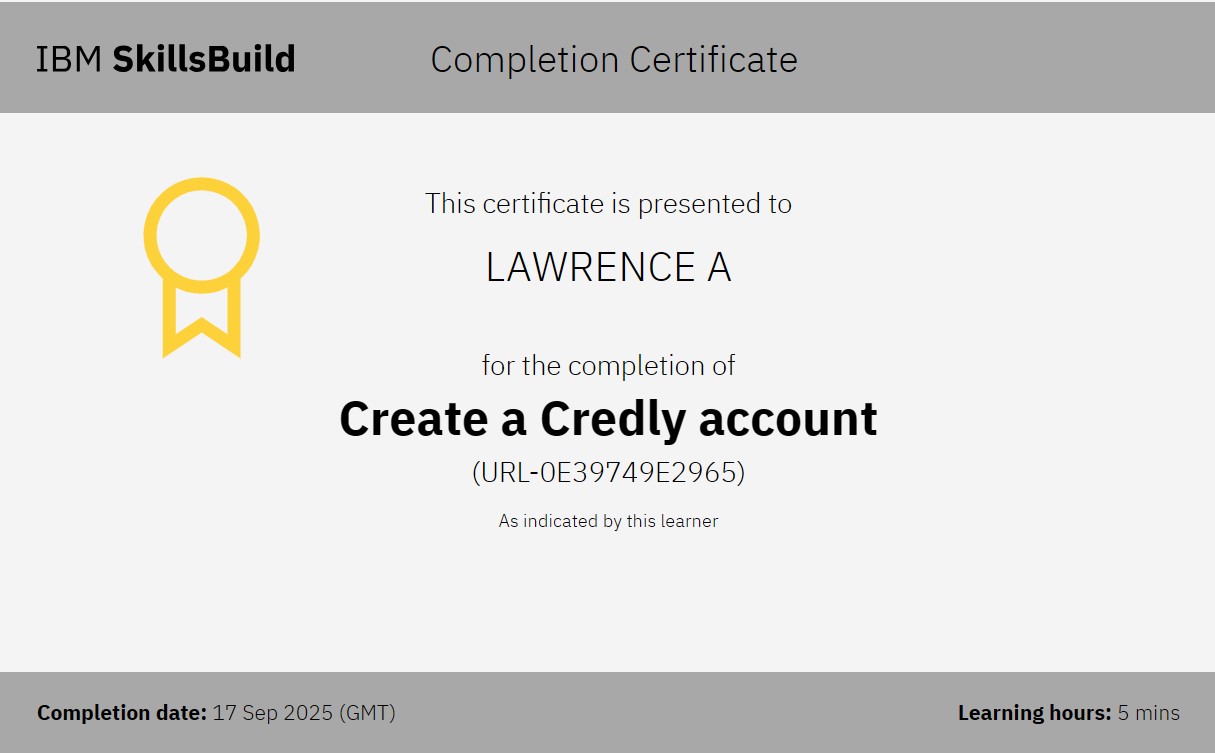 IBM SkillsBuild
Completion Certificate
This certificate is presented to
LAWRENCE A
for the completion of
Create a Credly account
(URL-0E39749E2965)
As indicated by this learner
Completion date: 17 Sep 2025 (GMT)
Learning hours: 5 mins